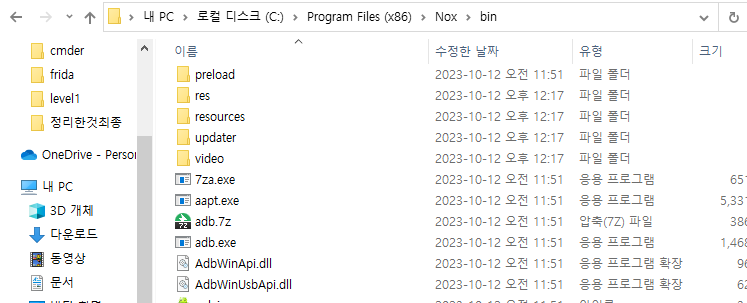 내 PC > 로컬 디스크 (C:) > Program Files (x86) > Nox > bin
cmder
frida
level1
정리한것최종
OneDrive - Person
내 PC
3D 개체
다운로드
동영상
문서
이름 수정한 날짜 유형 크기
preload 2023-10-12 오전 11:51 파일 폴더
res 2023-10-12 오후 12:17 파일 폴더
resources 2023-10-12 오후 12:17 파일 폴더
updater 2023-10-12 오후 12:17 파일 폴더
video 2023-10-12 오후 12:17 파일 폴더
7za.exe 2023-10-12 오전 11:51 응용 프로그램 651
aapt.exe 2023-10-12 오전 11:51 응용 프로그램 5,331
adb.7z 2023-10-12 오전 11:51 압축(7Z) 파일 386
adb.exe 2023-10-12 오전 11:51 응용 프로그램 1,468
AdbWinApi.dll 2023-10-12 오전 11:51 응용 프로그램 확장 96
AdbWinUsbApi.dll 2023-10-12 오전 11:51 응용 프로그램 확장 62